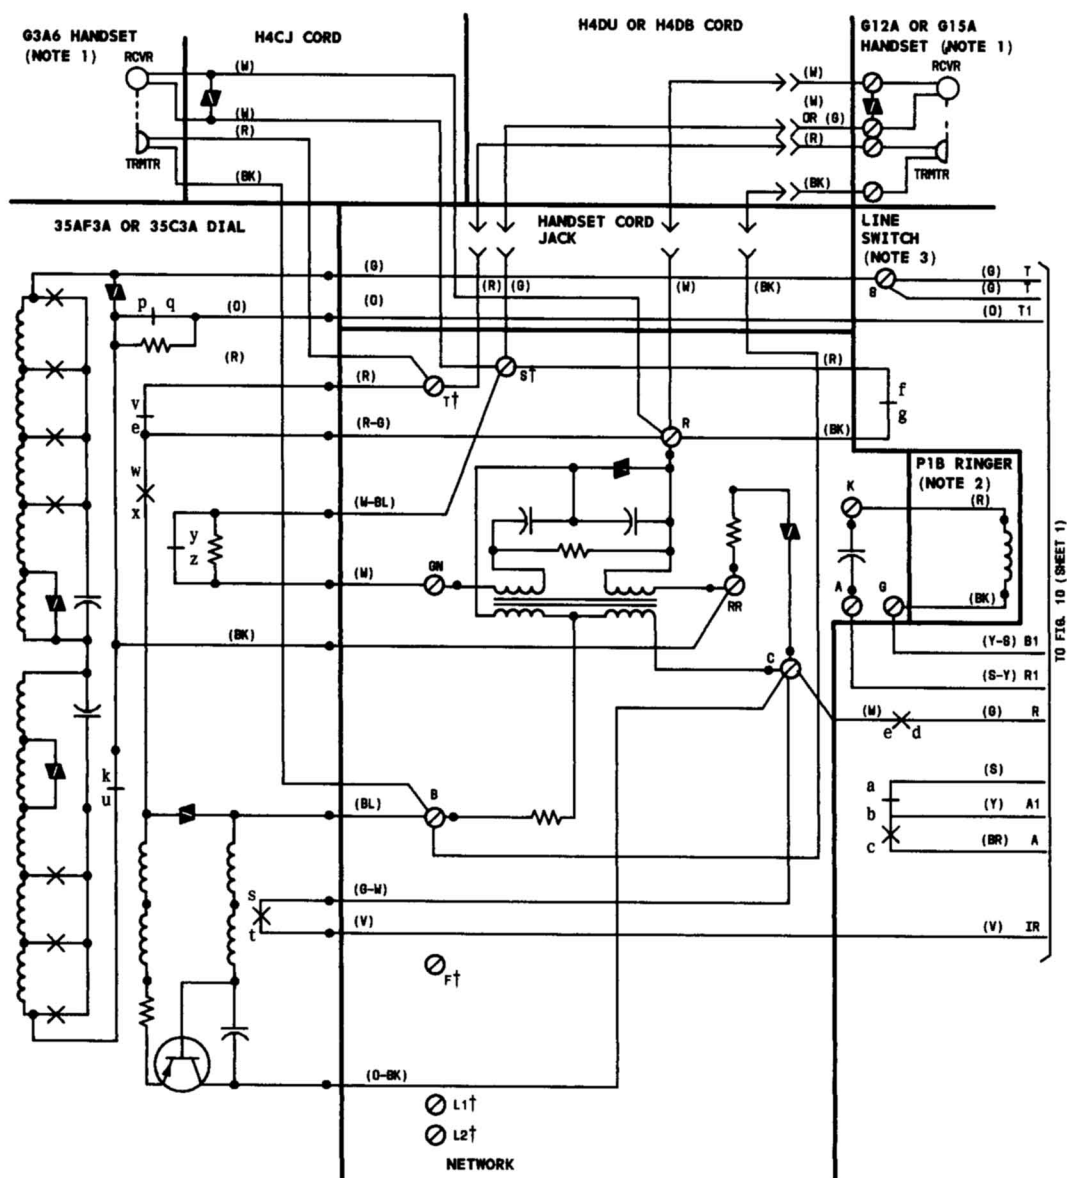 G3A6 HANDSET
(NOTE 1)
RCVR
TRMTR
H4CJ CORD
(W)
(W)
(R)
(BK)
H4DU OR H4DB CORD
(W)
(W)
OR (G)
(R)
(BK)
G12A OR G15A
HANDSET (NOTE 1)
RCVR
TRMTR
35AF3A OR 35C3A DIAL
HANDSET CORD
JACK
LINE
SWITCH
(NOTE 3)
(G)
(R)
(G)
(W)
(BK)
8
(G) T
(G) T
p q
(O)
(O)
(O) T1
(R)
(R)
T†
S†
(R)
f
g
v
e
(R-G)
R
(BK)
w
x
P1B RINGER
(NOTE 2)
(R)
K
(W-BL)
y
z
(W)
GN
RR
A
G
(BK)
(BK)
(Y-S) B1
C
(S-Y) R1
(W)
e d
(G) R
k
u
a
b
c
(S)
(Y) A1
(BR) A
(BL)
B
s
t
(G-W)
(V)
(V) IR
F†
(O-BK)
L1†
L2†
NETWORK
TO FIG. 10 (SHEET 1)